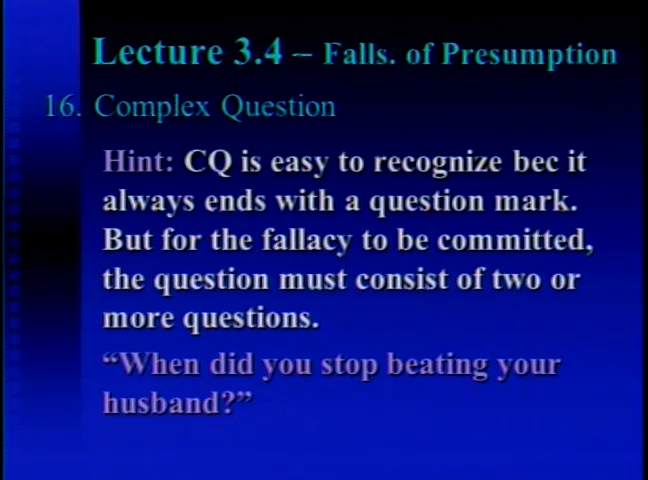 Lecture 3.4 – Falls. of Presumption
16. Complex Question
Hint: CQ is easy to recognize bec it
always ends with a question mark.
But for the fallacy to be committed,
the question must consist of two or
more questions.
“When did you stop beating your
husband?”